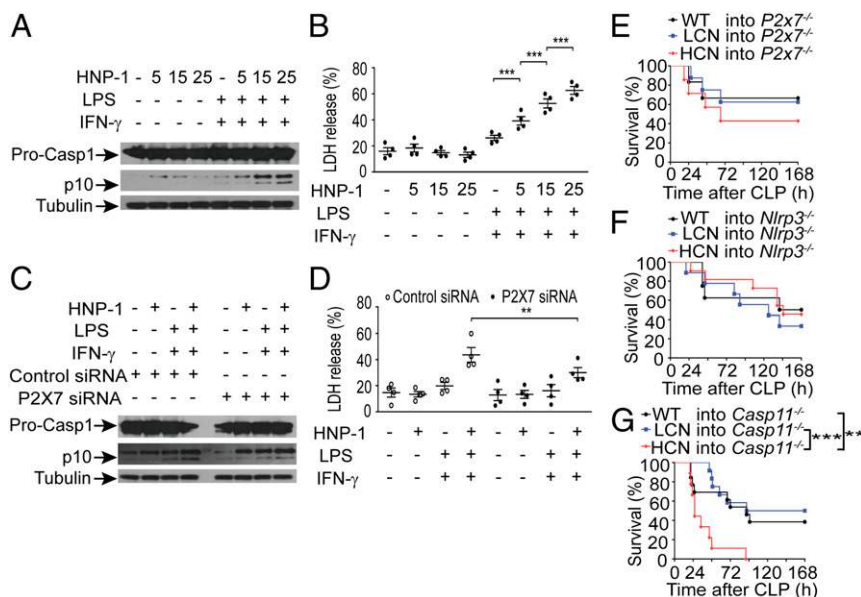 A
HNP-1 - 5 15 25 - 5 15 25
LPS - - - - + + + +
IFN-γ - - - - + + + +
Pro-Casp1
p10
Tubulin
B
*** *** ***
LDH release (%)
80
60
40
20
0
HNP-1 - 5 15 25 - 5 15 25
LPS - - - - + + + +
IFN-γ - - - - + + + +
C
HNP-1 - + - + - + - +
LPS - - + + - - + +
IFN-γ - - + + - - + +
Control siRNA + + + +
P2X7 siRNA + + + +
Pro-Casp1
p10
Tubulin
D
Control siRNA P2X7 siRNA
**
LDH release (%)
80
60
40
20
0
HNP-1 - + - + - + - +
LPS - - + + - - + +
IFN-γ - - + + - - + +
E
WT into P2x7-/-
LCN into P2x7-/-
HCN into P2x7-/-
Survival (%)
100
80
60
40
20
0
0 24 72 120 168
Time after CLP (h)
F
WT into Nlrp3-/-
LCN into Nlrp3-/-
HCN into Nlrp3-/-
Survival (%)
100
80
60
40
20
0
0 24 72 120 168
Time after CLP (h)
G
WT into Casp11-/-
LCN into Casp11-/-
HCN into Casp11-/-
*** **
Survival (%)
100
80
60
40
20
0
0 24 72 120 168
Time after CLP (h)